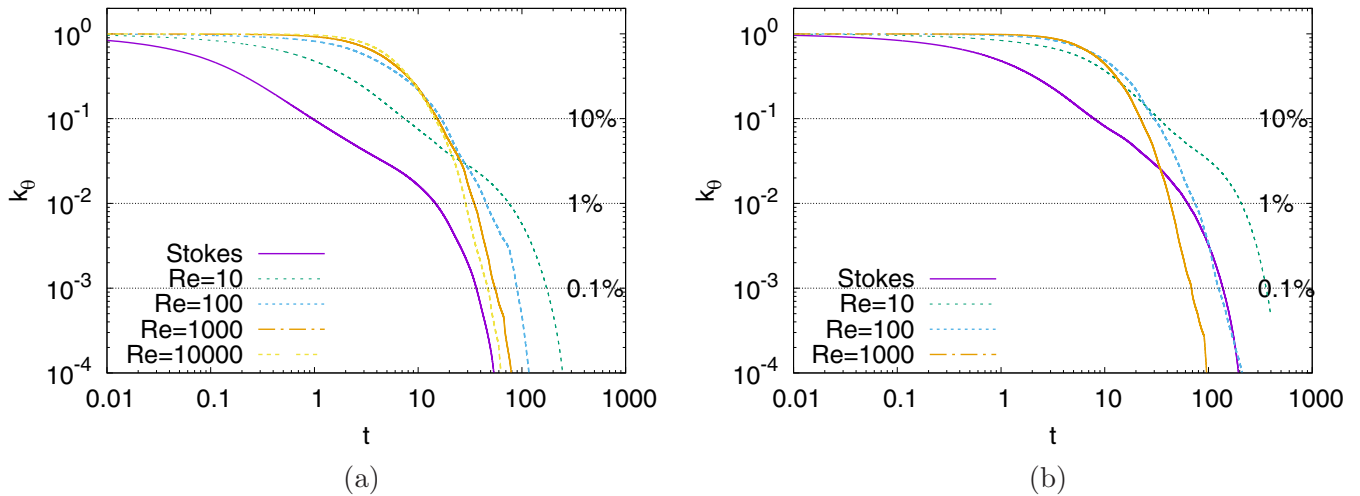 10^0
10^-1
10^-2
10^-3
10^-4
k_θ
10%
1%
0.1%
Stokes
Re=10
Re=100
Re=1000
Re=10000
0.01 0.1 1 10 100 1000
t
(a)
10^0
10^-1
10^-2
10^-3
10^-4
k_θ
10%
1%
0.1%
Stokes
Re=10
Re=100
Re=1000
0.01 0.1 1 10 100 1000
t
(b)